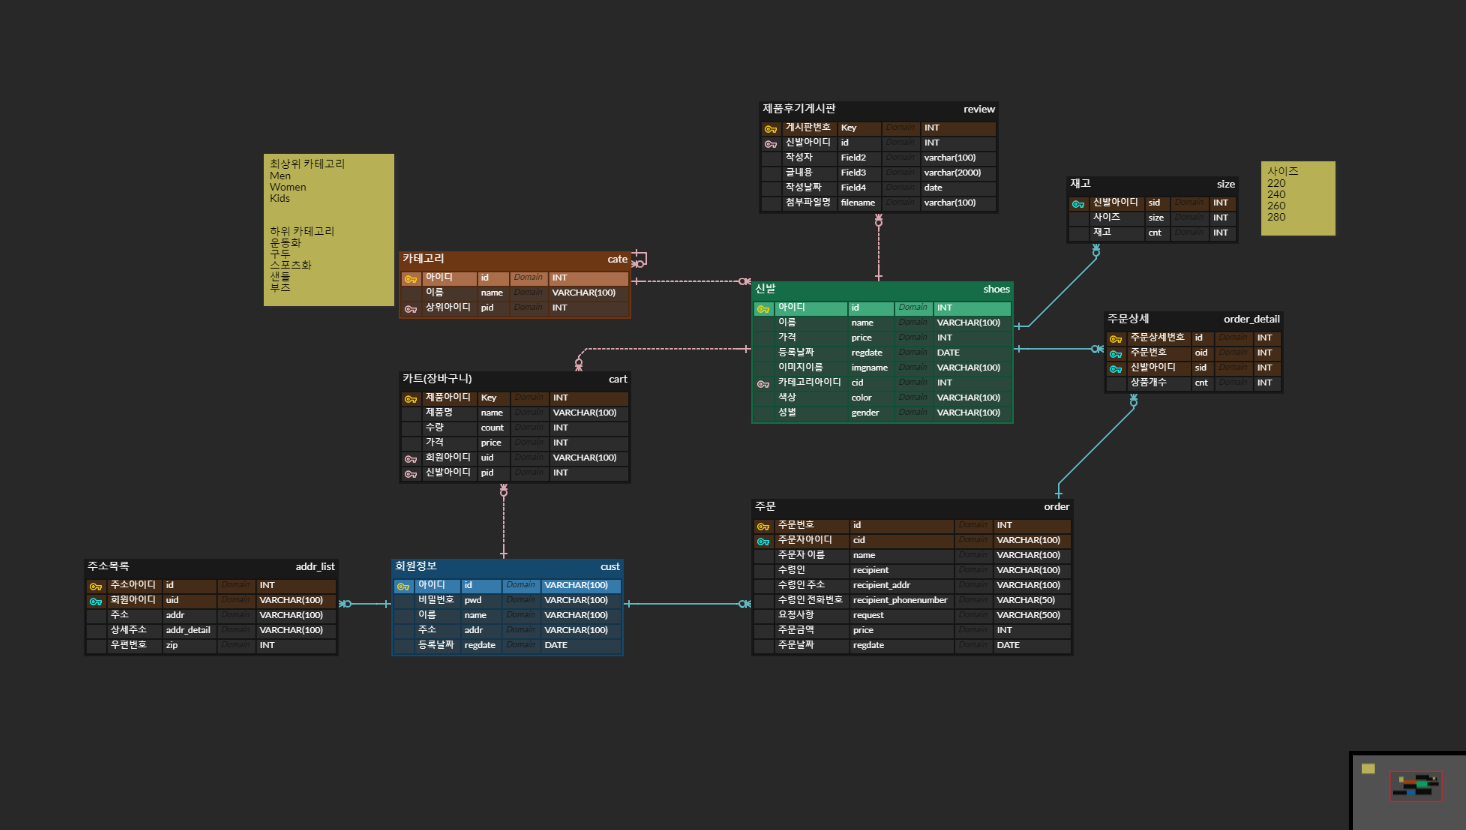 최상위 카테고리
Men
Women
Kids
하위 카테고리
운동화
구두
스포츠화
샌들
부츠
제품후기게시판 review
게시판번호 Key Domain INT
신발아이디 id Domain INT
작성자 Field2 Domain varchar(100)
글내용 Field3 Domain varchar(2000)
작성날짜 Field4 Domain date
첨부파일명 filename Domain varchar(100)
재고 size
신발아이디 sid Domain INT
사이즈 size Domain INT
재고 cnt Domain INT
사이즈
220
240
260
280
카테고리 cate
아이디 id Domain INT
이름 name Domain VARCHAR(100)
상위아이디 pid Domain INT
신발 shoes
아이디 id Domain INT
이름 name Domain VARCHAR(100)
가격 price Domain INT
등록날짜 regdate Domain DATE
이미지이름 imgname Domain VARCHAR(100)
카테고리아이디 cid Domain INT
색상 color Domain VARCHAR(100)
성별 gender Domain VARCHAR(100)
주문상세 order_detail
주문상세번호 id Domain INT
주문번호 oid Domain INT
신발아이디 sid Domain INT
상품개수 cnt Domain INT
카트(장바구니) cart
제품아이디 Key Domain INT
제품명 name Domain VARCHAR(100)
수량 count Domain INT
가격 price Domain INT
회원아이디 uid Domain VARCHAR(100)
신발아이디 pid Domain INT
주문 order
주문번호 id Domain INT
주문자아이디 cid Domain VARCHAR(100)
주문자 이름 name Domain VARCHAR(100)
수령인 recipient Domain VARCHAR(100)
수령인 주소 recipient_addr Domain VARCHAR(100)
수령인 전화번호 recipient_phonenumber Domain VARCHAR(50)
요청사항 request Domain VARCHAR(500)
주문금액 price Domain INT
주문날짜 regdate Domain DATE
주소목록 addr_list
주소아이디 id Domain INT
회원아이디 uid Domain VARCHAR(100)
주소 addr Domain VARCHAR(100)
상세주소 addr_detail Domain VARCHAR(100)
우편번호 zip Domain INT
회원정보 cust
아이디 id Domain VARCHAR(100)
비밀번호 pwd Domain VARCHAR(100)
이름 name Domain VARCHAR(100)
주소 addr Domain VARCHAR(100)
등록날짜 regdate Domain DATE